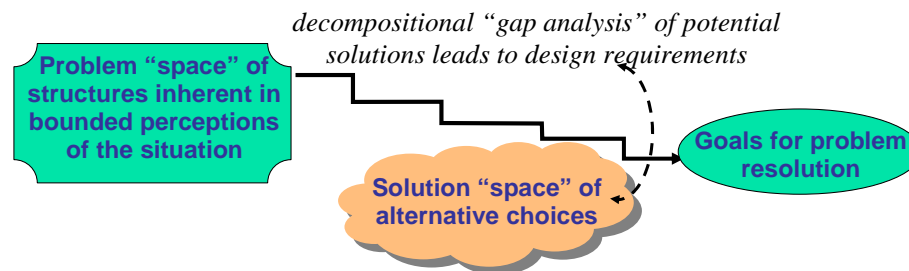 decompositional “gap analysis” of potential
solutions leads to design requirements
Problem “space” of
structures inherent in
bounded perceptions
of the situation
Goals for problem
resolution
Solution “space” of
alternative choices